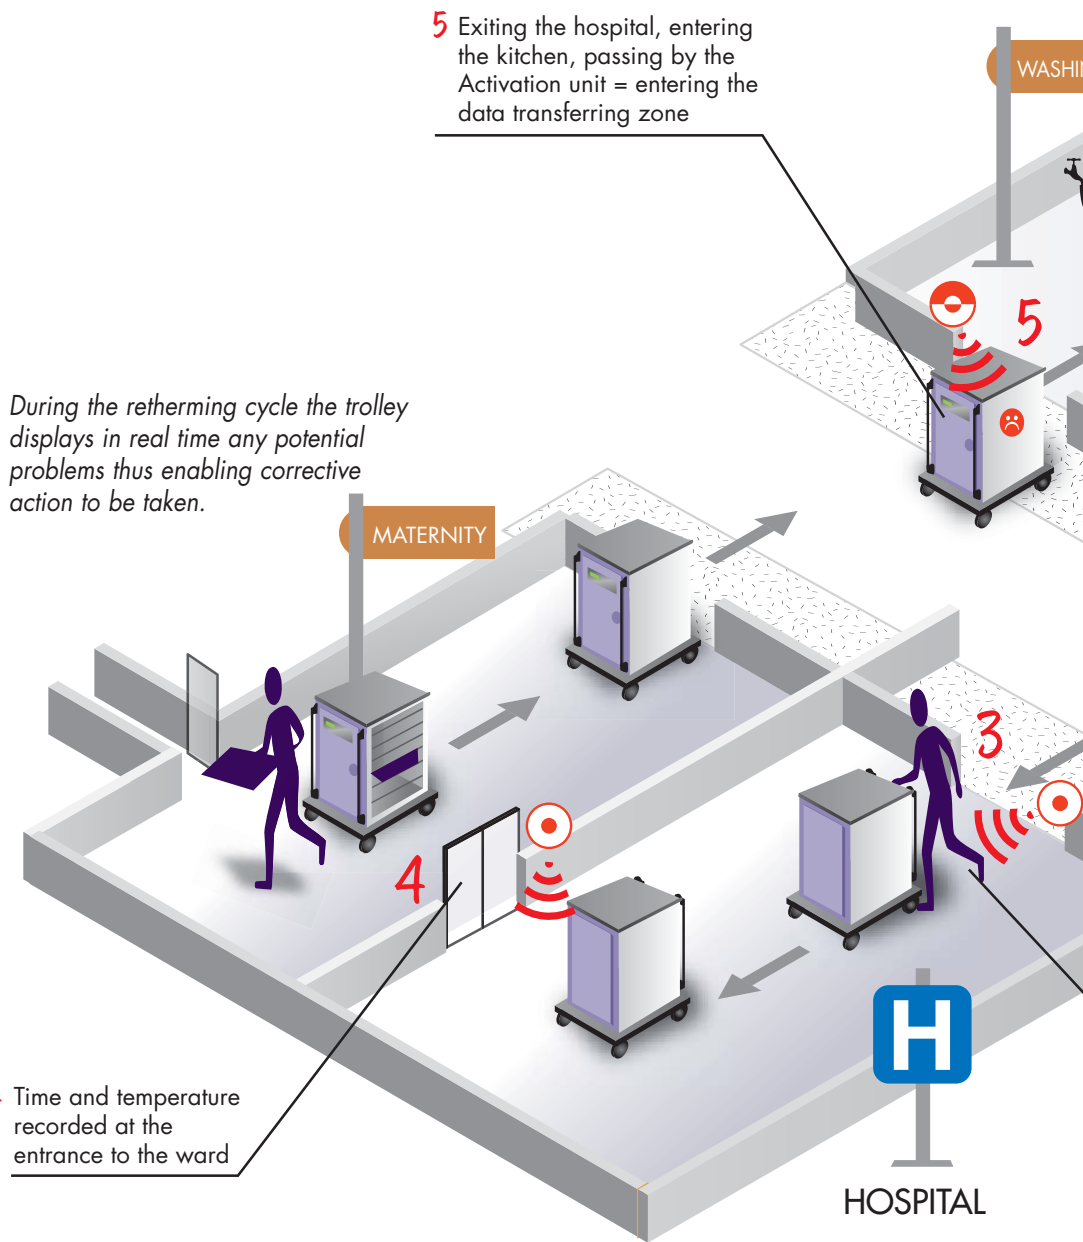 5 Exiting the hospital, entering
the kitchen, passing by the
Activation unit = entering the
data transferring zone
WASHIN
5
During the retherming cycle the trolley
displays in real time any potential
problems thus enabling corrective
action to be taken.
MATERNITY
3
4
H
Time and temperature
recorded at the
entrance to the ward
HOSPITAL